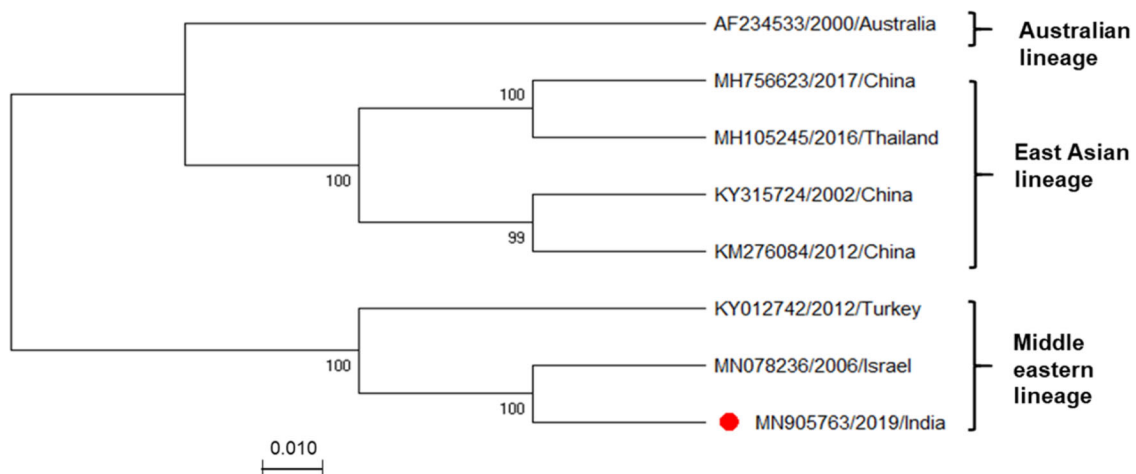 AF234533/2000/Australia
Australian
lineage
MH756623/2017/China
100
MH105245/2016/Thailand
East Asian
lineage
100
KY315724/2002/China
99
KM276084/2012/China
KY012742/2012/Turkey
Middle
eastern
lineage
100
MN078236/2006/Israel
100
MN905763/2019/India
0.010